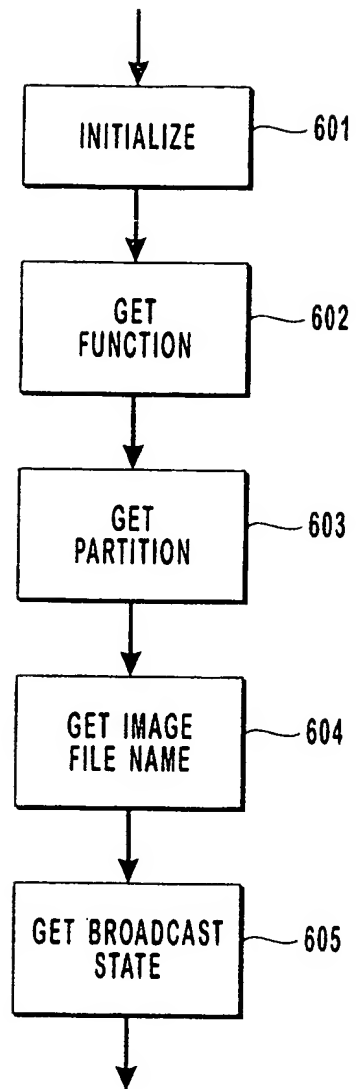 INITIALIZE
601
GET
FUNCTION
602
GET
PARTITION
603
GET IMAGE
FILE NAME
604
GET BROADCAST
STATE
605